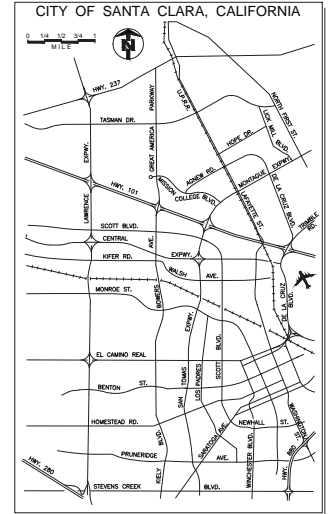 CITY OF SANTA CLARA, CALIFORNIA
0 1/4 1/2 3/4 1
MILE
N
HWY. 237
PARKWAY
U.P.R.R.
NORTH FIRST ST.
LICK MILL BLVD.
TASMAN DR.
GREAT AMERICA
HOPE DR.
EXPWY.
AGNEW RD.
MONTAGUE EXPWY
MISSION
COLLEGE BLVD.
HWY. 101
LAFAYETTE ST.
DE LA CRUZ BLVD.
LAWRENCE
TRIMBLE
RD.
SCOTT BLVD.
AVE.
CENTRAL
EXPWY.
KIFER RD.
WALSH
AVE.
MONROE ST.
BOWERS
DE LA CRUZ
BLVD.
EXPWY.
BLVD.
EL CAMINO REAL
SCOTT
BENTON ST.
TOMAS
LOS PADRES
SAN
WASHINGTON
ST.
HOMESTEAD RD.
SARATOGA AVE.
NEWHALL ST.
BLVD.
PRUNERIDGE AVE.
WINCHESTER BLVD.
880
HWY. 280
KIELY
HWY.
STEVENS CREEK BLVD.